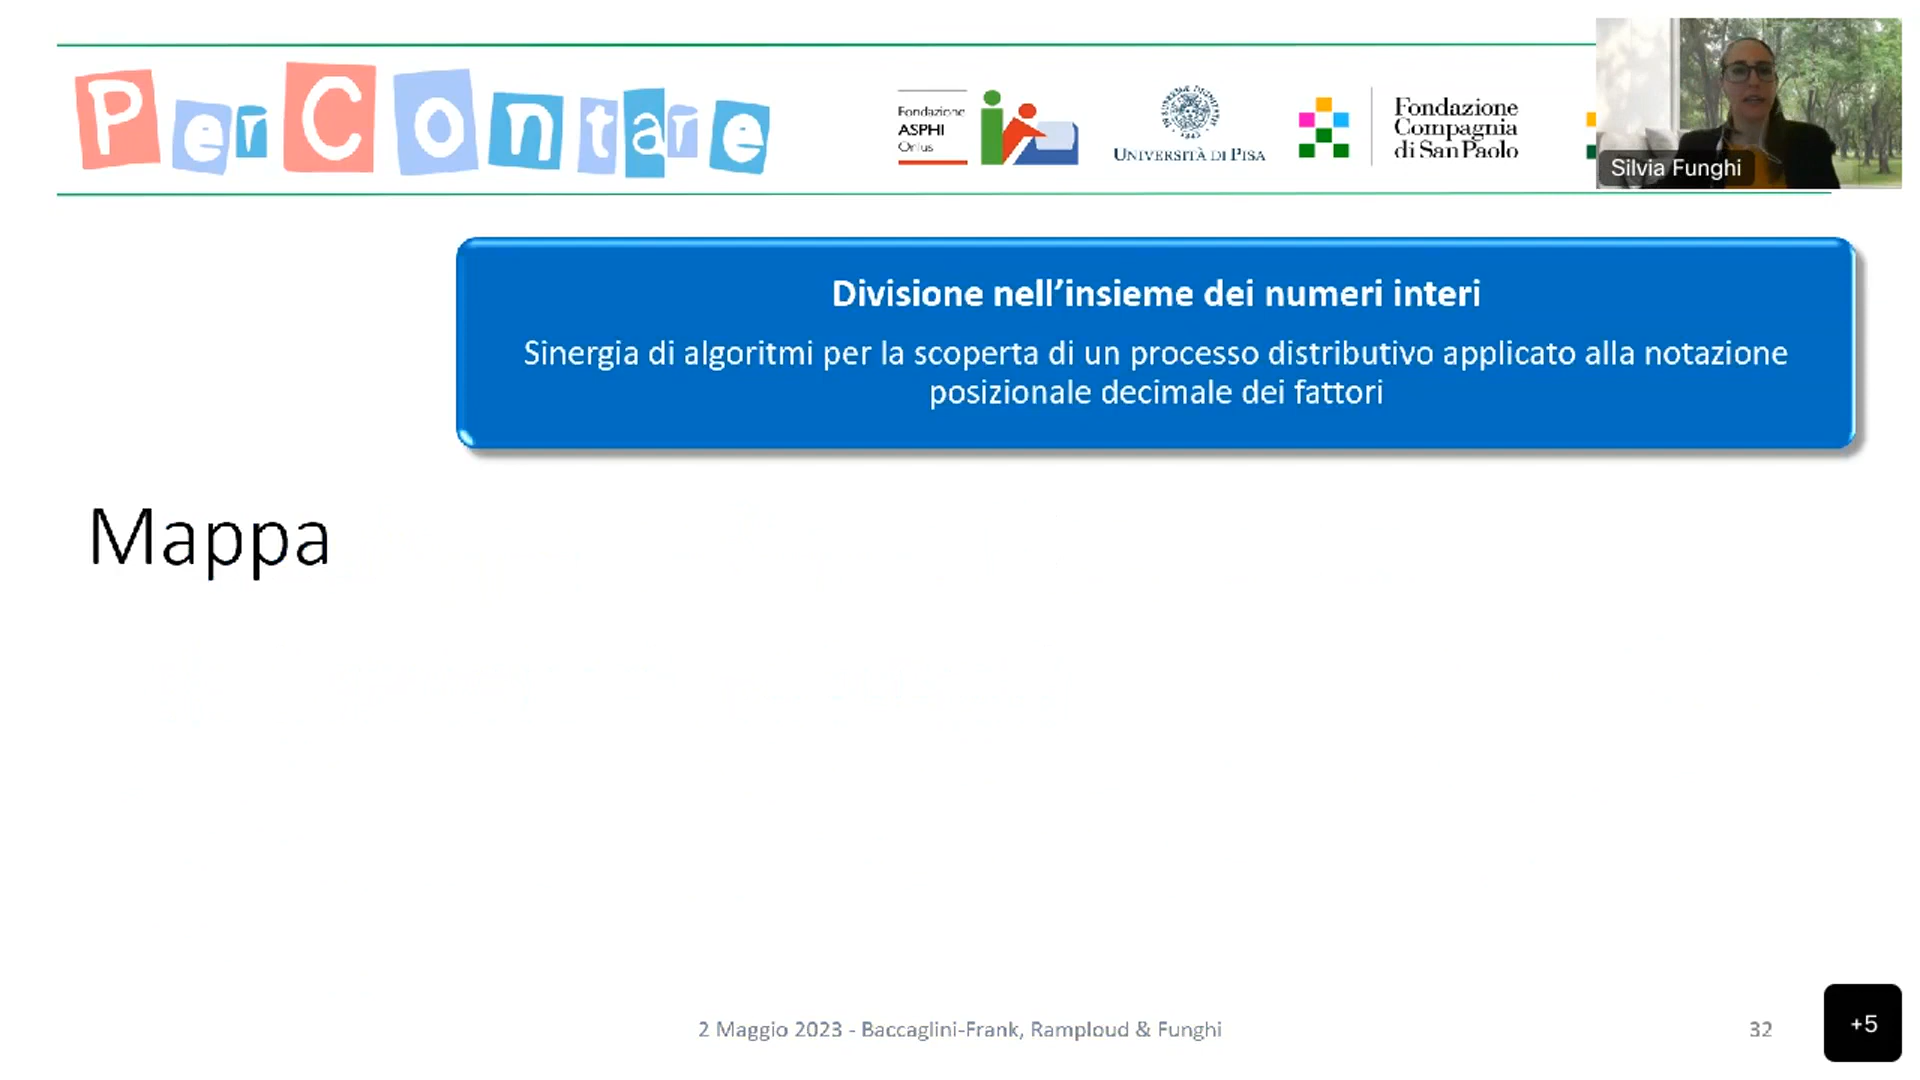 PerContare
Fondazione
ASPHI
Onlus
UNIVERSITÀ DI PISA
Fondazione
Compagnia
di San Paolo
Silvia Funghi
Divisione nell’insieme dei numeri interi
Sinergia di algoritmi per la scoperta di un processo distributivo applicato alla notazione
posizionale decimale dei fattori
Mappa
2 Maggio 2023 - Baccaglini-Frank, Ramploud & Funghi
32
+5